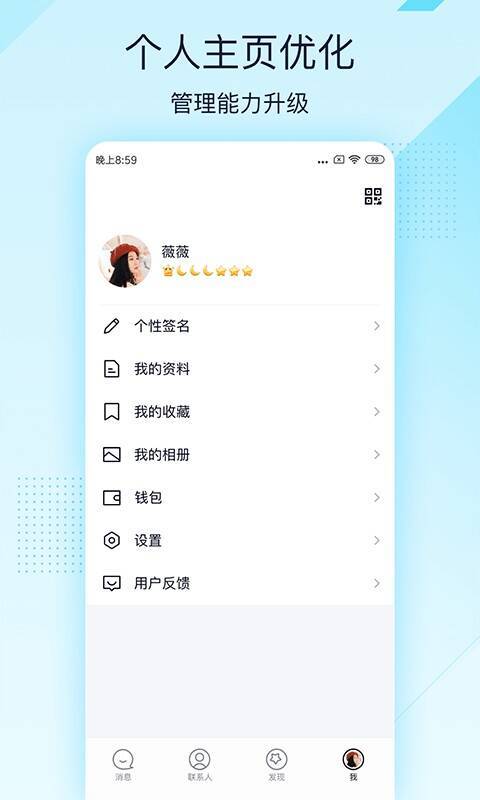 个人主页优化
管理能力升级
晚上8:59
98
薇薇
个性签名
我的资料
我的收藏
我的相册
钱包
设置
用户反馈
消息 联系人 发现 我